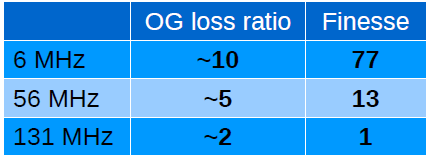 OG loss ratio Finesse
6 MHz ~10 77
56 MHz ~5 13
131 MHz ~2 1